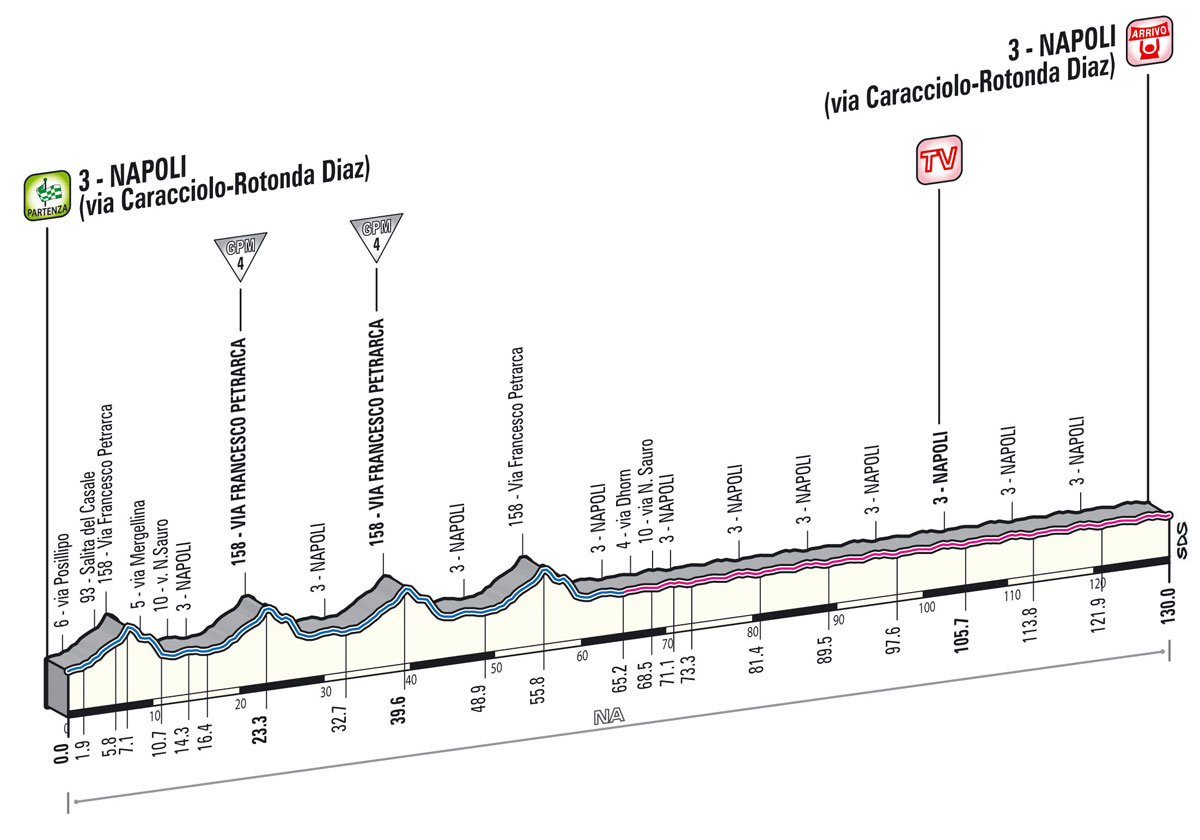 3 - NAPOLI
(via Caracciolo-Rotonda Diaz)
ARRIVO
TV
3 - NAPOLI
(via Caracciolo-Rotonda Diaz)
PARTENZA
GPM
4
GPM
4
6 - via Posillipo
93 - Salita del Casale
158 - Via Francesco Petrarca
5 - via Mergellina
10 - v. N.Sauro
3 - NAPOLI
158 - VIA FRANCESCO PETRARCA
3 - NAPOLI
158 - VIA FRANCESCO PETRARCA
3 - NAPOLI
158 - Via Francesco Petrarca
3 - NAPOLI
4 - via Dhorn
10 - via N. Sauro
3 - NAPOLI
3 - NAPOLI
3 - NAPOLI
3 - NAPOLI
3 - NAPOLI
3 - NAPOLI
3 - NAPOLI
SDS
0
10
20
30
40
50
60
70
80
90
100
110
120
0.0
1.9
5.8
7.1
10.7
14.3
16.4
23.3
32.7
39.6
48.9
55.8
65.2
68.5
71.1
73.3
81.4
89.5
97.6
105.7
113.8
121.9
130.0
NA